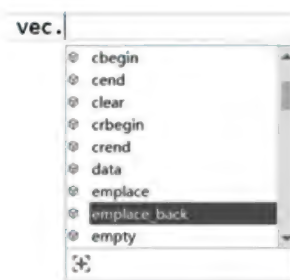 vec.
cbegin
cend
clear
crbegin
crend
data
emplace
emplace_back
empty